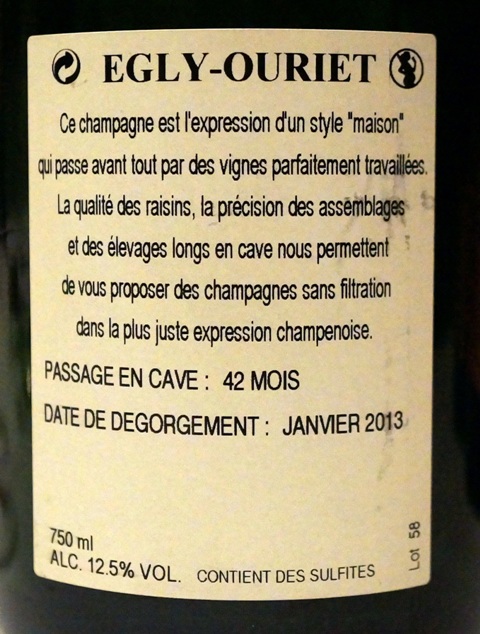 EGLY-OURIET
Ce champagne est l'expression d'un style "maison"
qui passe avant tout par des vignes parfaitement travaillées.
La qualité des raisins, la précision des assemblages
et des élevages longs en cave nous permettent
de vous proposer des champagnes sans filtration
dans la plus juste expression champenoise.
PASSAGE EN CAVE : 42 MOIS
DATE DE DEGORGEMENT : JANVIER 2013
750 ml
ALC. 12.5% VOL. CONTIENT DES SULFITES
Lot 58